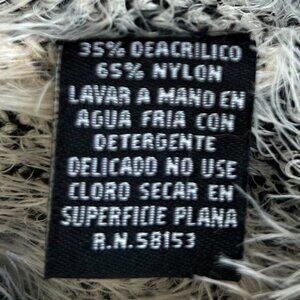 35% DEACRILICO
65% NYLON
LAVAR A MANO EN
AGUA FRIA CON
DETERGENTE
DELICADO NO USE
CLORO SECAR EN
SUPERFICIE PLANA
R.N. 58153